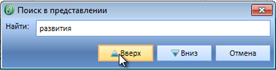 Поиск в представлении
Найти: развития
Вверх Вниз Отмена